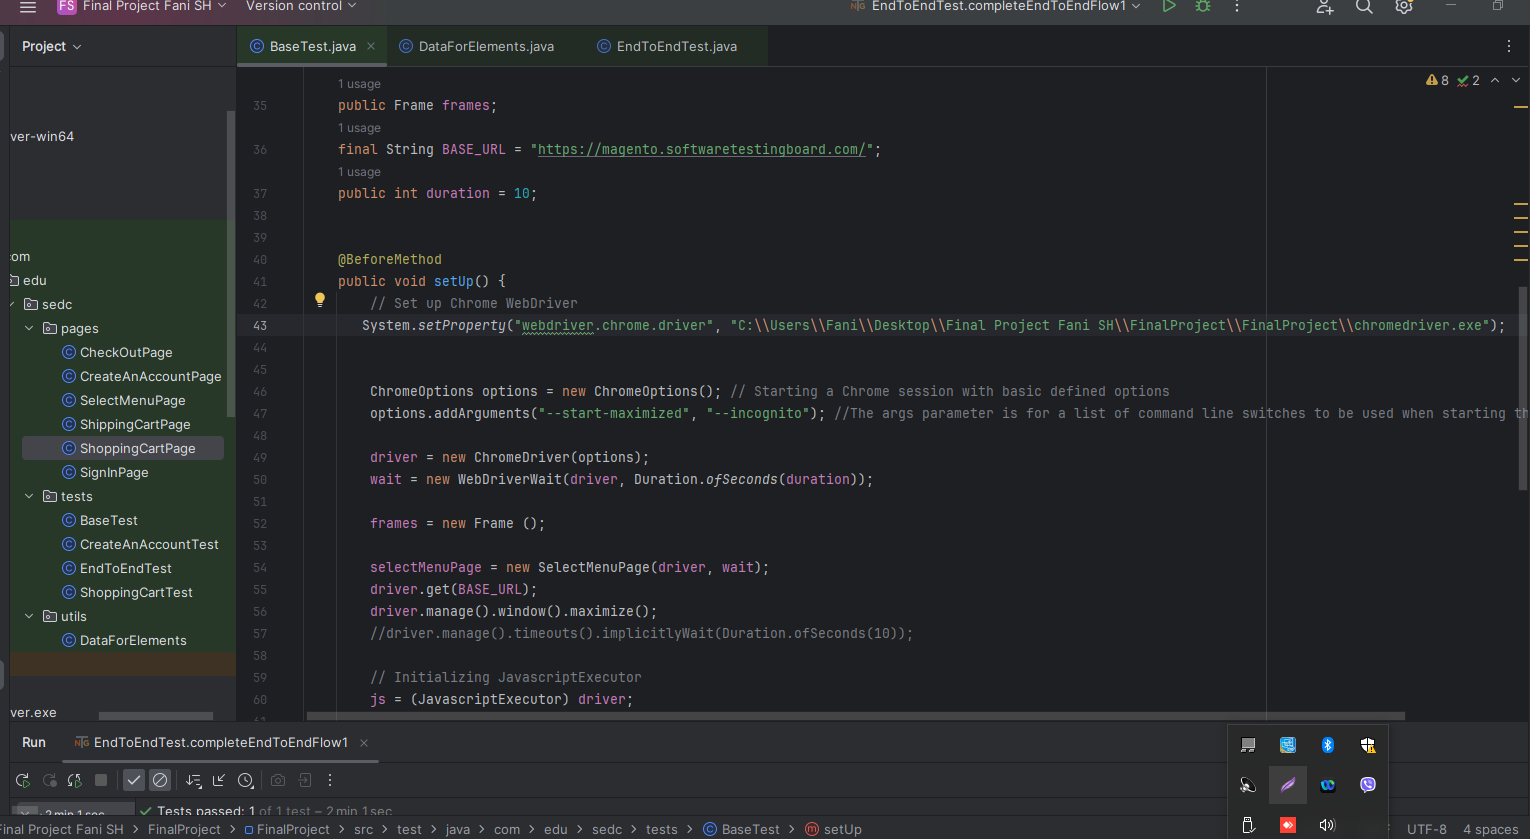 FS Final Project Fani SH Version control EndToEndTest.completeEndToEndFlow1
Project
BaseTest.java
DataForElements.java
EndToEndTest.java
ver-win64
com
edu
sedc
pages
CheckOutPage
CreateAnAccountPage
SelectMenuPage
ShippingCartPage
ShoppingCartPage
SignInPage
tests
BaseTest
CreateAnAccountTest
EndToEndTest
ShoppingCartTest
utils
DataForElements
ver.exe
8 2
1 usage
35 public Frame frames;
1 usage
36 final String BASE_URL = "https://magento.softwaretestingboard.com/";
1 usage
37 public int duration = 10;
38
39
40 @BeforeMethod
41 public void setUp() {
42 // Set up Chrome WebDriver
43 System.setProperty("webdriver.chrome.driver", "C:\\Users\\Fani\\Desktop\\Final Project Fani SH\\FinalProject\\FinalProject\\chromedriver.exe");
44
45
46 ChromeOptions options = new ChromeOptions(); // Starting a Chrome session with basic defined options
47 options.addArguments("--start-maximized", "--incognito"); //The args parameter is for a list of command line switches to be used when starting th
48
49 driver = new ChromeDriver(options);
50 wait = new WebDriverWait(driver, Duration.ofSeconds(duration));
51
52 frames = new Frame ();
53
54 selectMenuPage = new SelectMenuPage(driver, wait);
55 driver.get(BASE_URL);
56 driver.manage().window().maximize();
57 //driver.manage().timeouts().implicitlyWait(Duration.ofSeconds(10));
58
59 // Initializing JavascriptExecutor
60 js = (JavascriptExecutor) driver;
61
Run EndToEndTest.completeEndToEndFlow1
2 min 1 sec Tests passed: 1 of 1 test – 2 min 1 sec
Final Project Fani SH > FinalProject > FinalProject > src > test > java > com > edu > sedc > tests > BaseTest > setUp
UTF-8 4 spaces